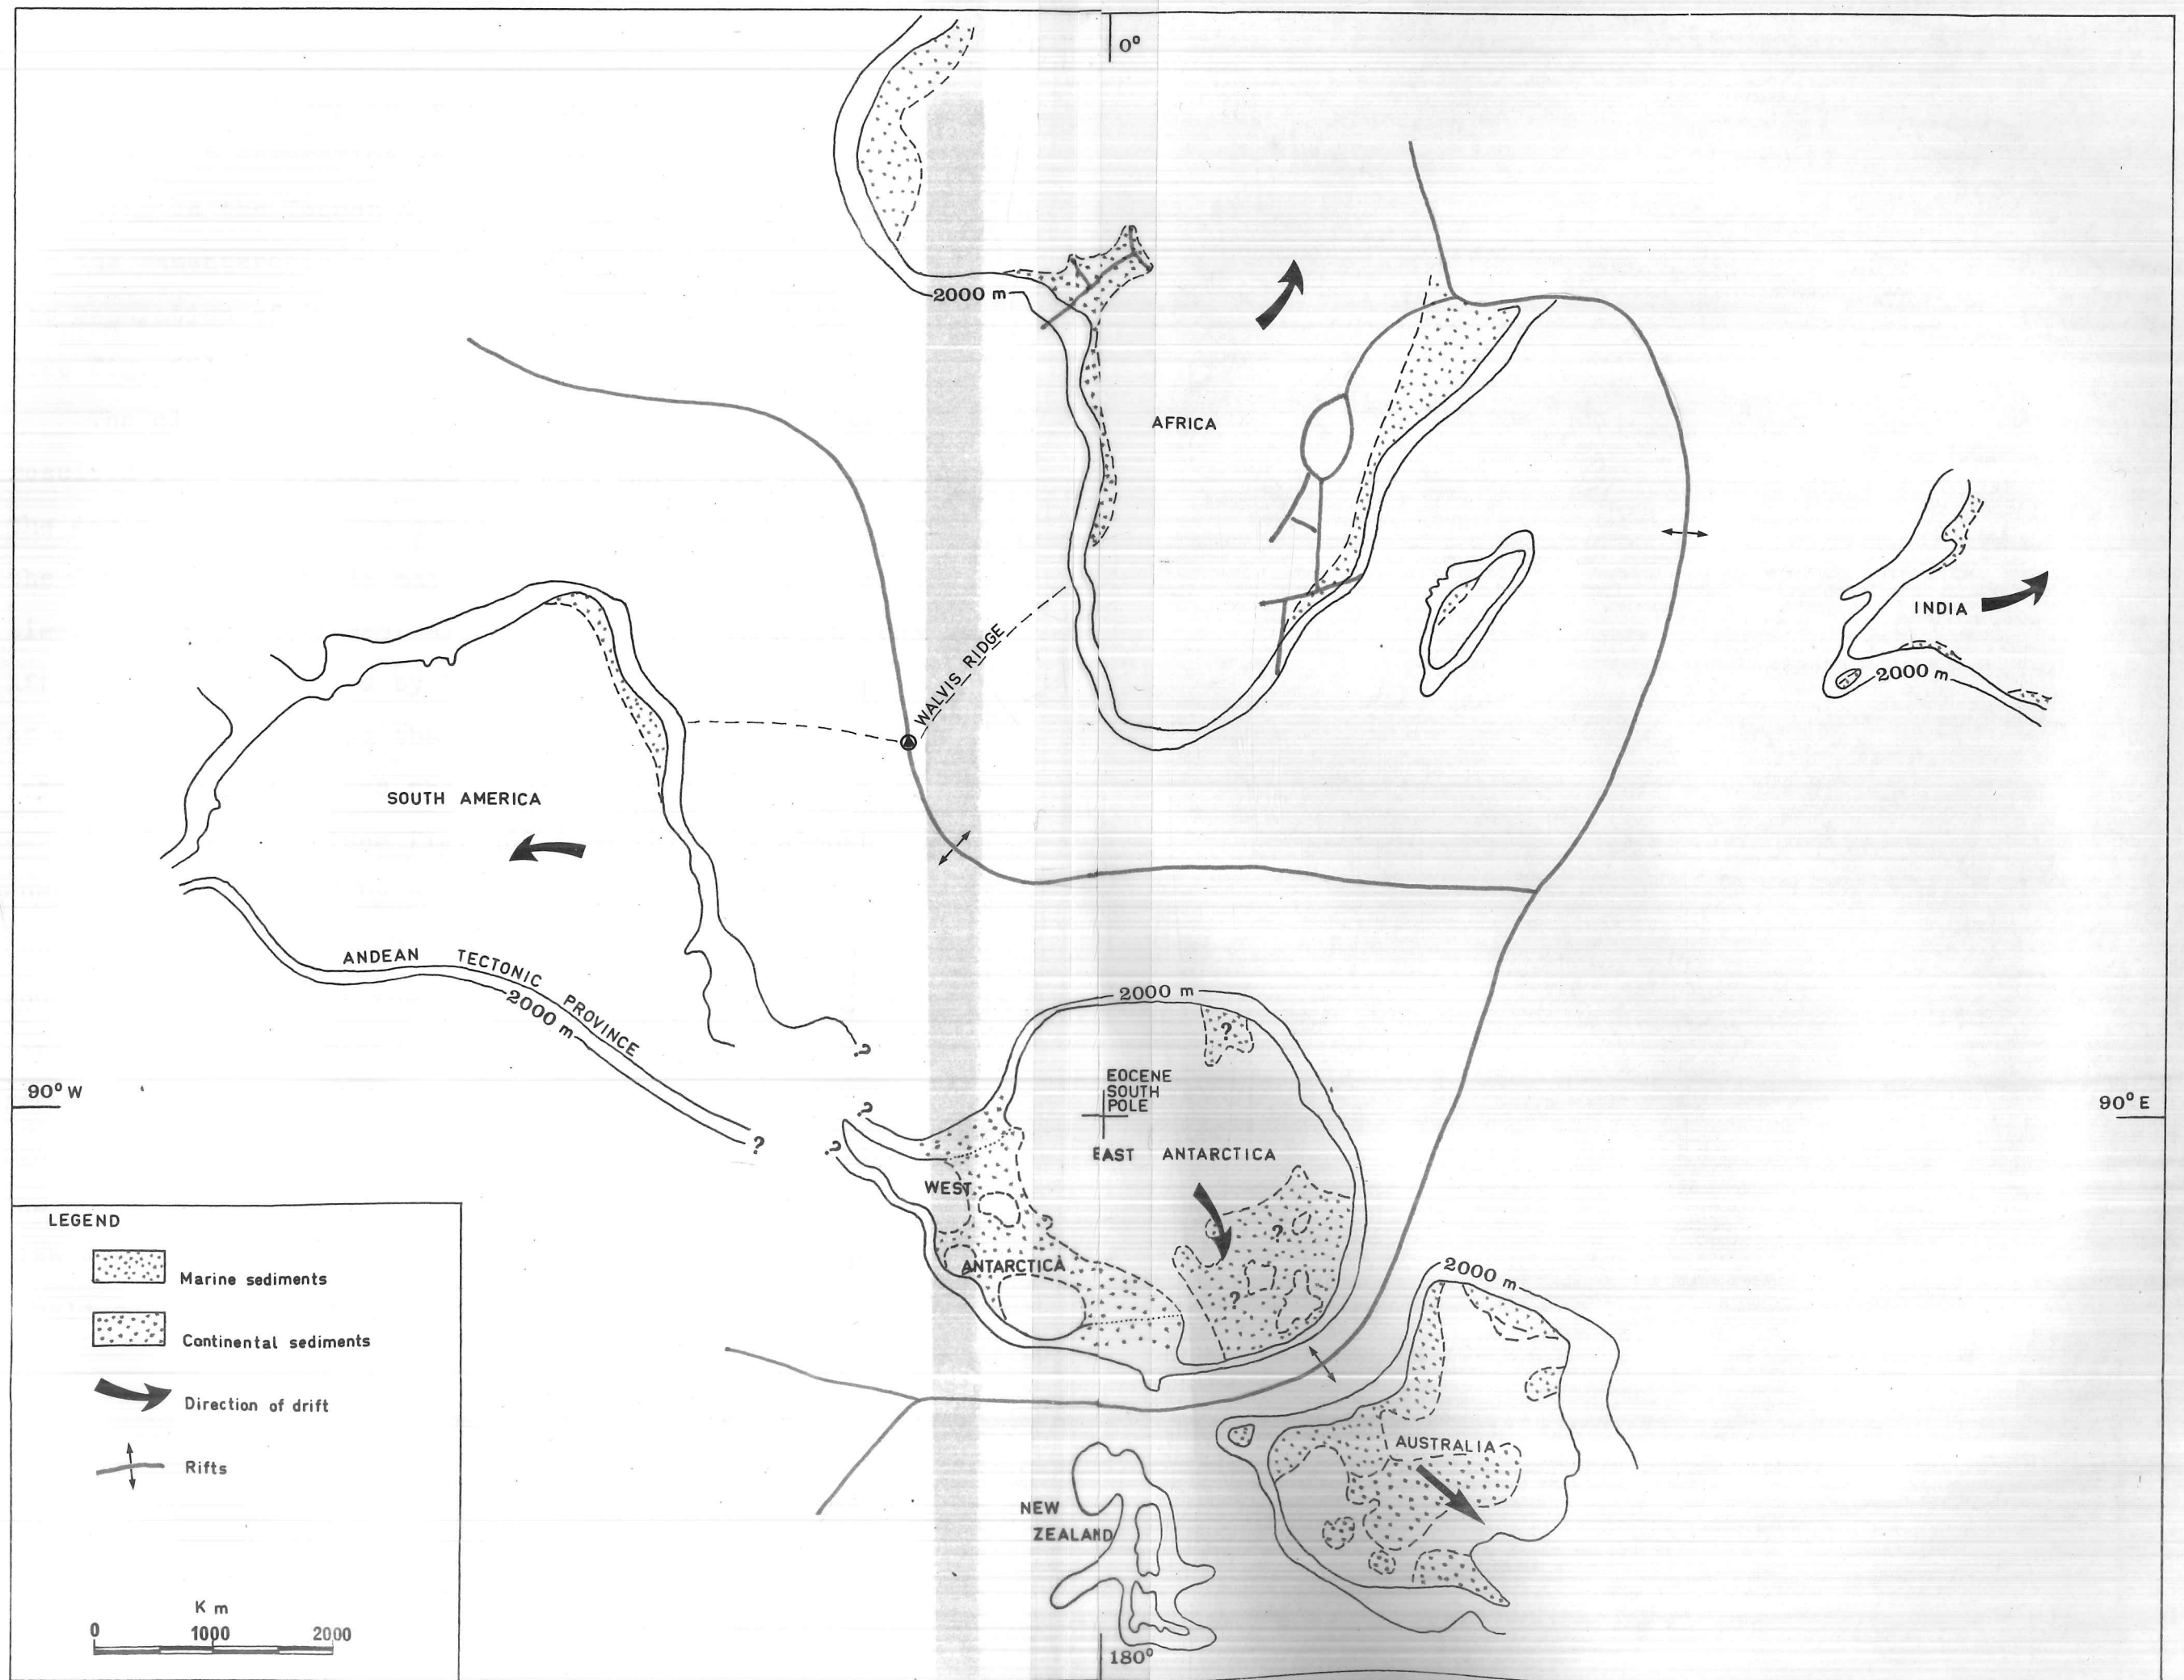 0°
2000 m
AFRICA
INDIA
2000 m
WALVIS RIDGE
SOUTH AMERICA
ANDEAN TECTONIC PROVINCE
2000 m
2000 m
?
?
EOCENE
SOUTH
POLE
90° W
90° E
?
?
?
EAST ANTARCTICA
WEST
ANTARCTICA
?
?
2000 m
AUSTRALIA
NEW
ZEALAND
180°
LEGEND
Marine sediments
Continental sediments
Direction of drift
Rifts
Km
0 1000 2000